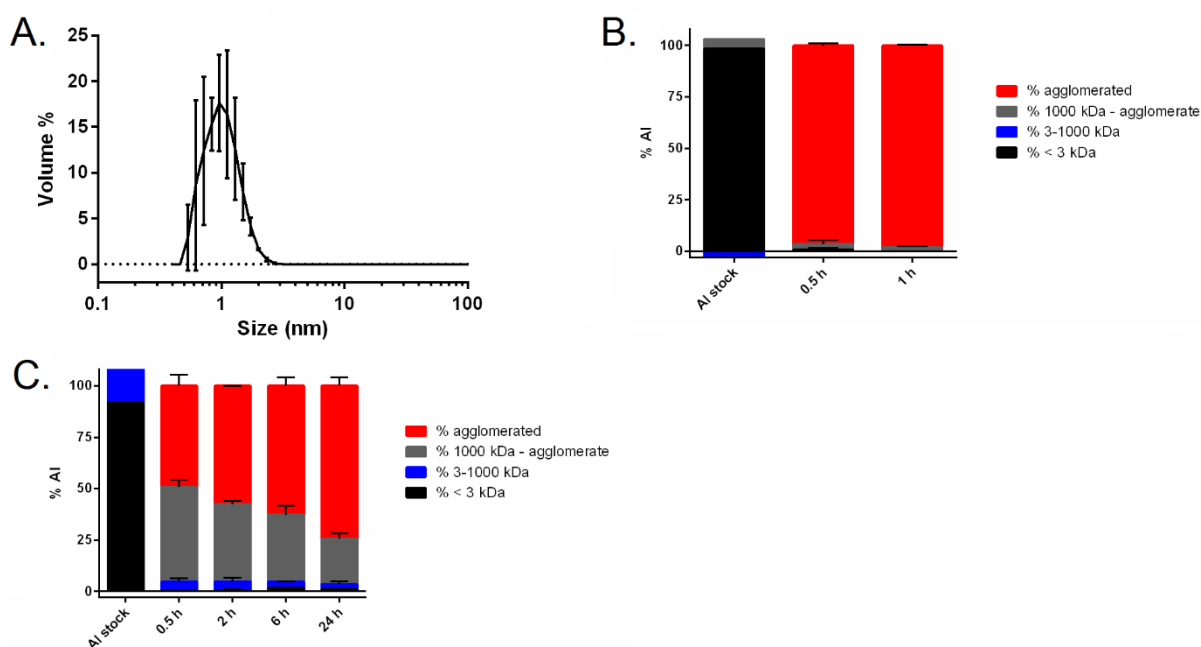 A.
25
20
15
10
5
0
Volume %
0.1
1
10
100
Size (nm)
B.
100
75
50
25
0
% Al
Al stock
0.5 h
1 h
% agglomerated
% 1000 kDa - agglomerate
% 3-1000 kDa
% < 3 kDa
C.
100
75
50
25
0
% Al
Al stock
0.5 h
2 h
6 h
24 h
% agglomerated
% 1000 kDa - agglomerate
% 3-1000 kDa
% < 3 kDa